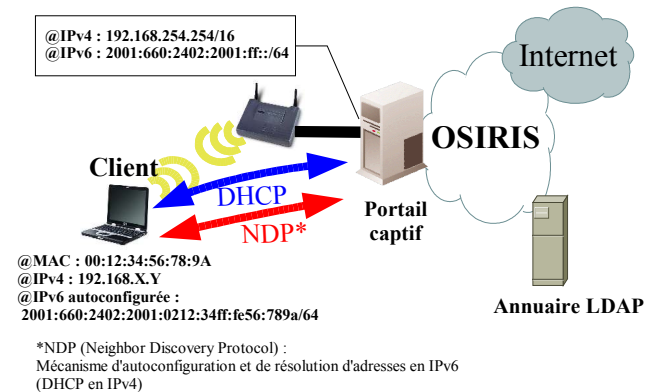 @IPv4 : 192.168.254.254/16
@IPv6 : 2001:660:2402:2001:ff::/64
Internet
OSIRIS
Client
DHCP
NDP*
Portail
captif
@MAC : 00:12:34:56:78:9A
@IPv4 : 192.168.X.Y
@IPv6 autoconfigurée :
2001:660:2402:2001:0212:34ff:fe56:789a/64
Annuaire LDAP
*NDP (Neighbor Discovery Protocol) :
Mécanisme d'autoconfiguration et de résolution d'adresses en IPv6
(DHCP en IPv4)